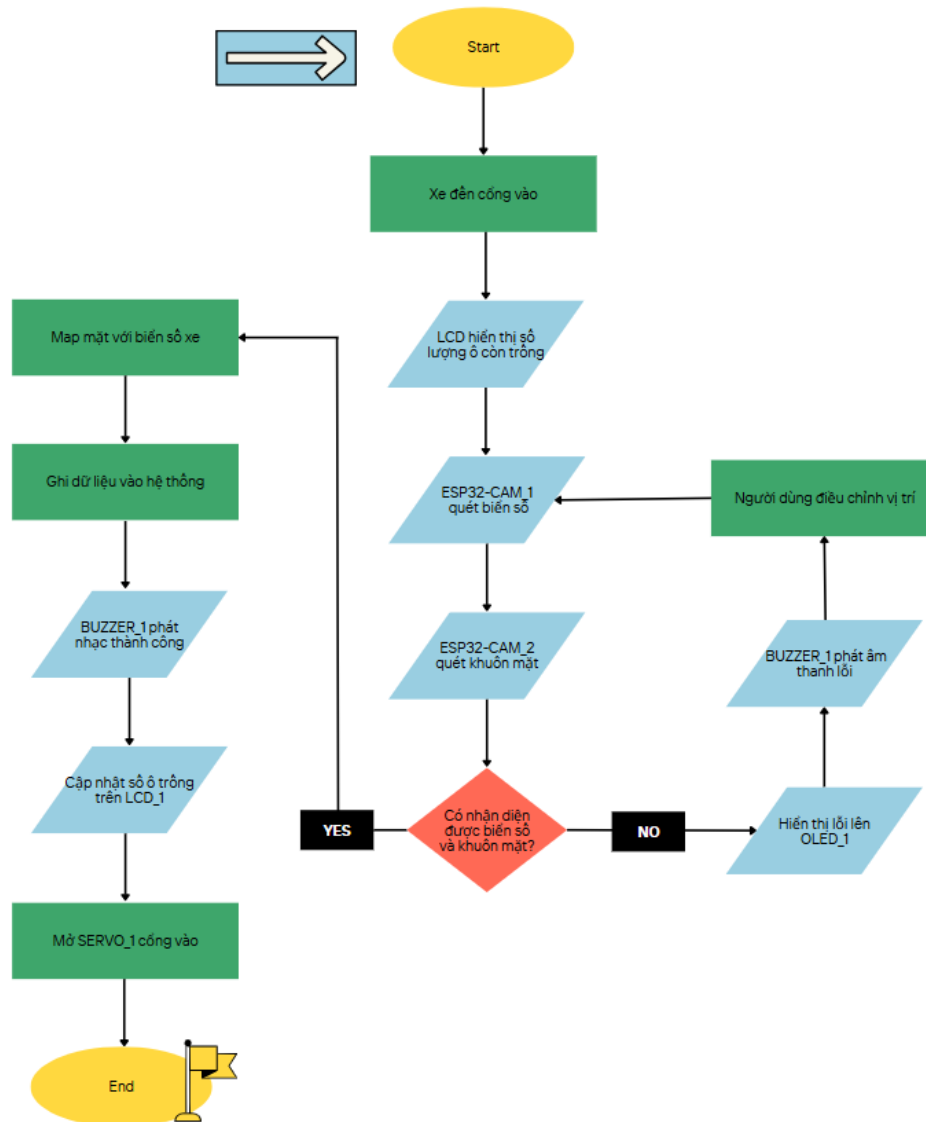 Start
Xe đến cổng vào
LCD hiển thị số
lượng ô còn trống
ESP32-CAM_1
quét biển số
ESP32-CAM_2
quét khuôn mặt
Có nhận diện
được biển số
và khuôn mặt?
YES
NO
Map mặt với biển số xe
Ghi dữ liệu vào hệ thống
BUZZER_1 phát
nhạc thành công
Cập nhật số ô trống
trên LCD_1
Mở SERVO_1 cổng vào
End
Hiển thị lỗi lên
OLED_1
BUZZER_1 phát âm
thanh lỗi
Người dùng điều chỉnh vị trí